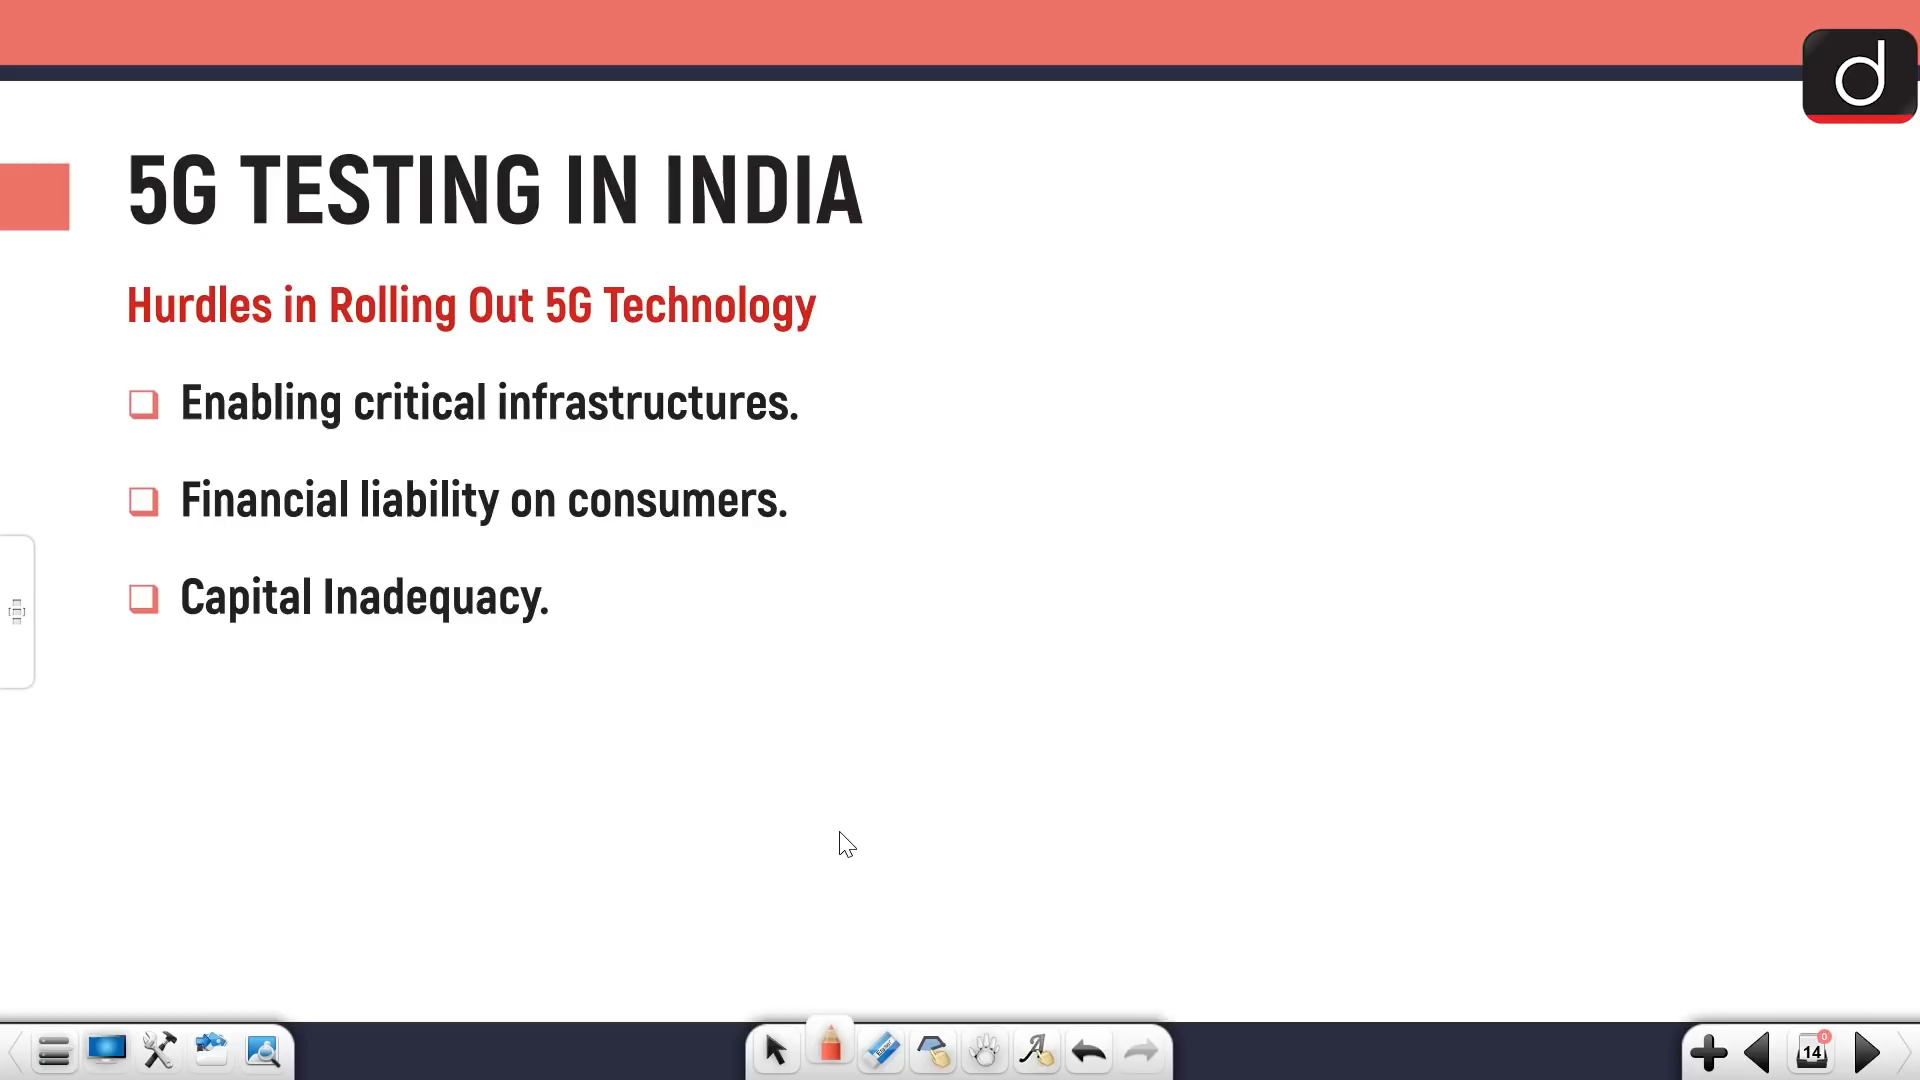 d
5G TESTING IN INDIA
Hurdles in Rolling Out 5G Technology
Enabling critical infrastructures.
Financial liability on consumers.
Capital Inadequacy.
14
0